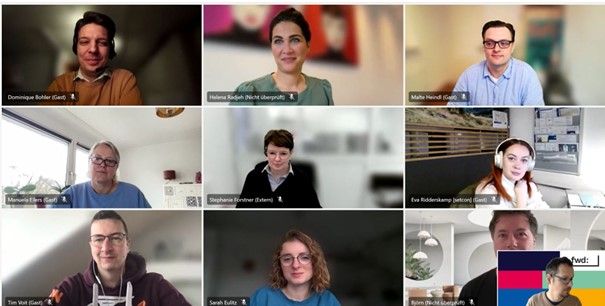 Dominique Bohler (Gast)
Helena Radjeh (Nicht überprüft)
Malte Heindl (Gast)
Manuela Eilers (Gast)
Stephanie Forstner (Extern)
Eva Ridderskamp [setcon] (Gast)
Tim Voit (Gast)
Sarah Eulitz
Björn (Nicht überprüft)
fwd: